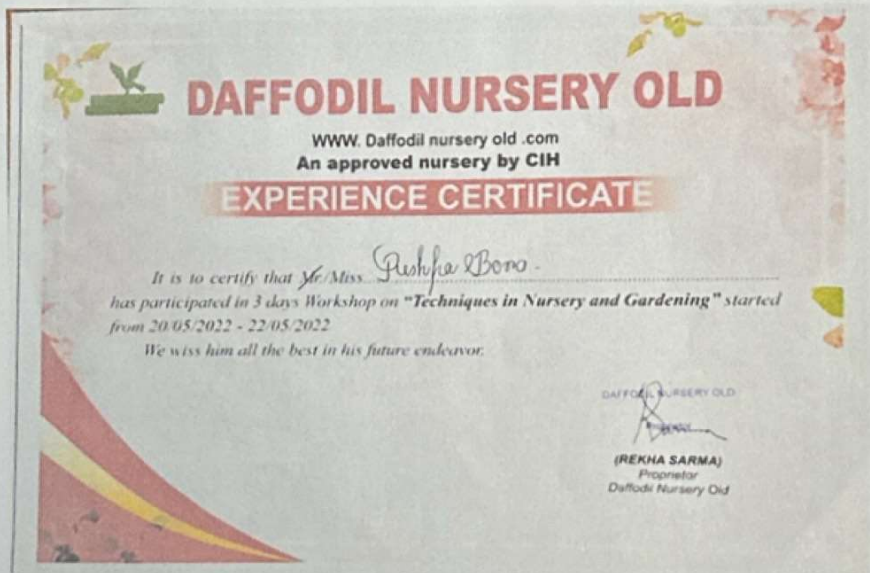 DAFFODIL NURSERY OLD
WWW. Daffodil nursery old .com
An approved nursery by CIH
EXPERIENCE CERTIFICATE
It is to certify that Mr/Miss Pushpa Bora
has participated in 3 days Workshop on "Techniques in Nursery and Gardening" started
from 20/05/2022 - 22/05/2022
We wiss him all the best in his future endeavor.
DAFFODIL NURSERY OLD
(REKHA SARMA)
Proprietor
Daffodil Nursery Old